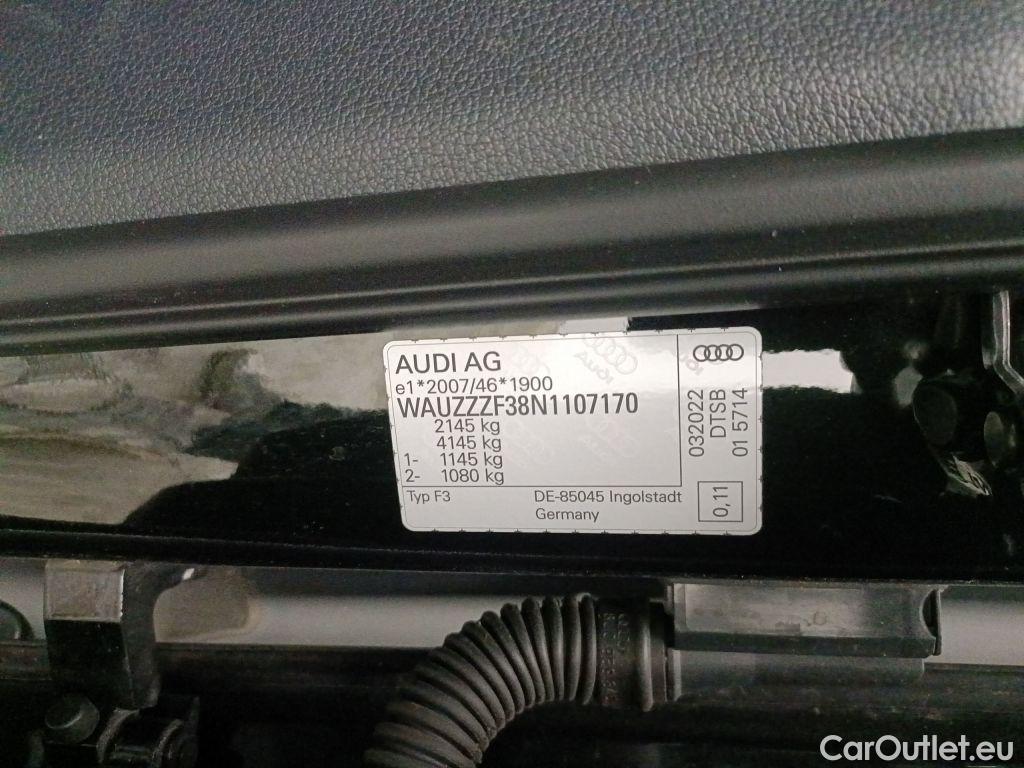 AUDI AG
e1*2007/46*1900
WAUZZZF38N1107170
2145 kg
4145 kg
1- 1145 kg
2- 1080 kg
Typ F3
DE-85045 Ingolstadt
Germany
032022
DTSB
01 5714
0,11
Audi
CarOutlet.eu